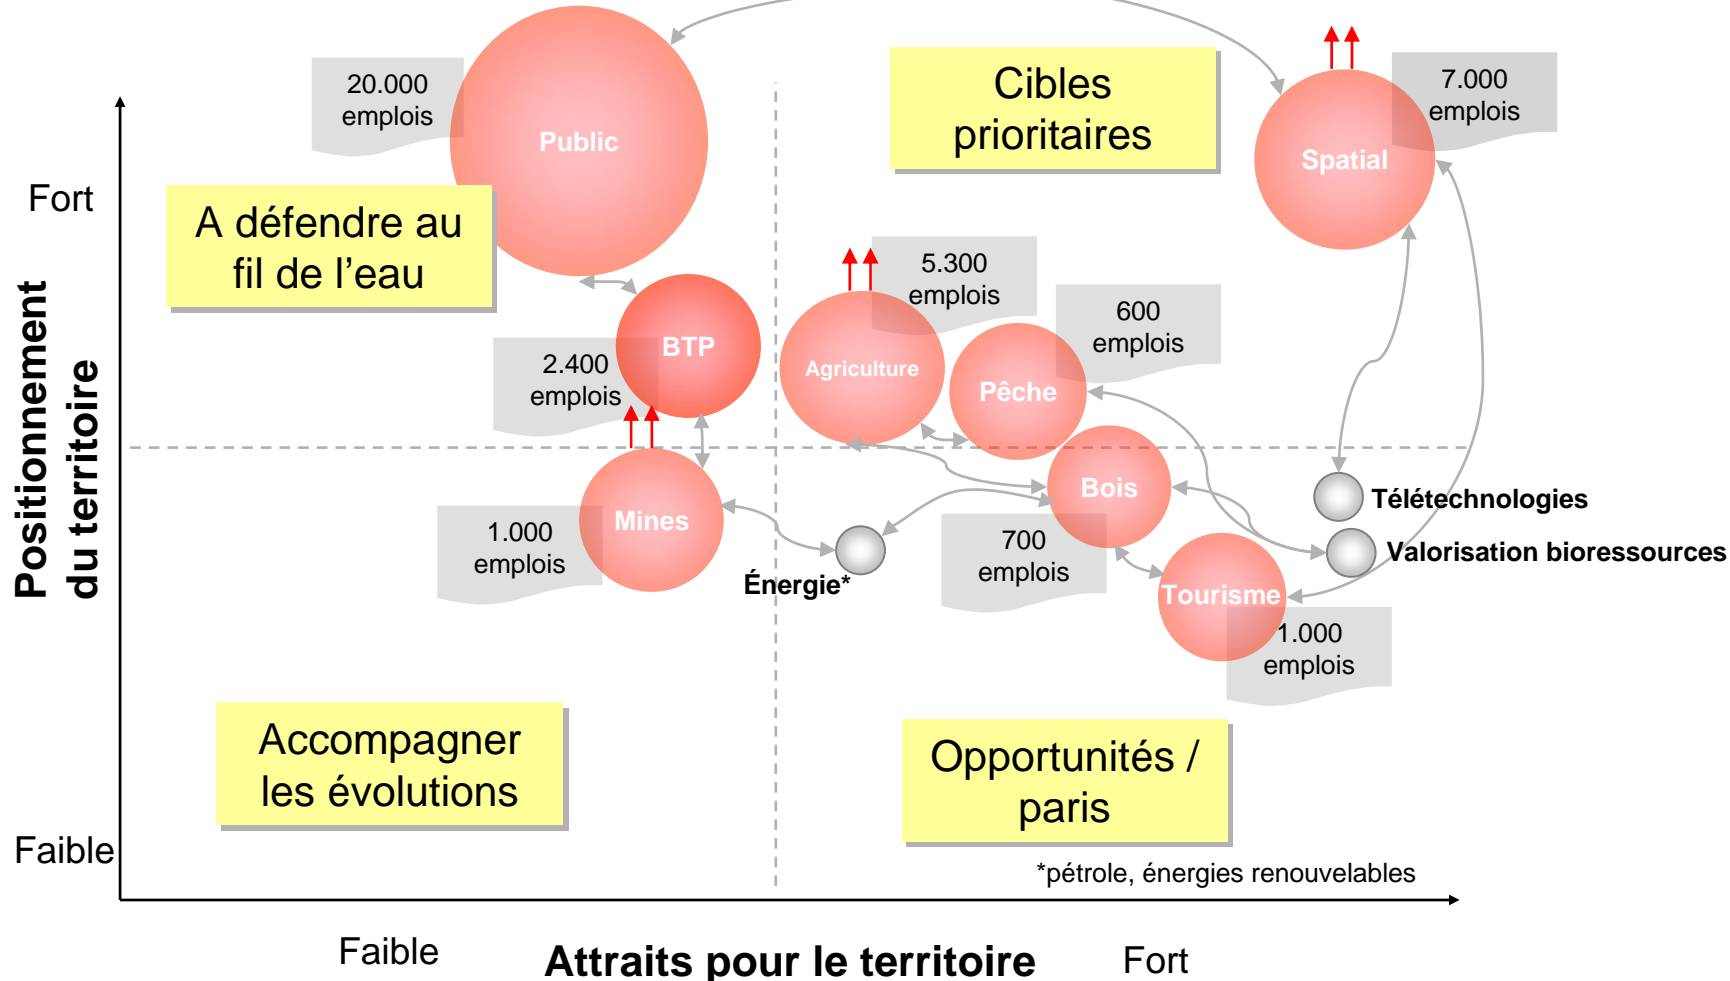 20.000
emplois
Public
Cibles
prioritaires
7.000
emplois
Spatial
Fort
A défendre au
fil de l'eau
5.300
emplois
600
emplois
BTP
2.400
emplois
Agriculture
Pêche
Positionnement
du territoire
Bois
Télétechnologies
Mines
1.000
emplois
700
emplois
Valorisation bioressources
Énergie*
Tourisme
1.000
emplois
Accompagner
les évolutions
Opportunités /
paris
Faible
*pétrole, énergies renouvelables
Faible
Attraits pour le territoire
Fort